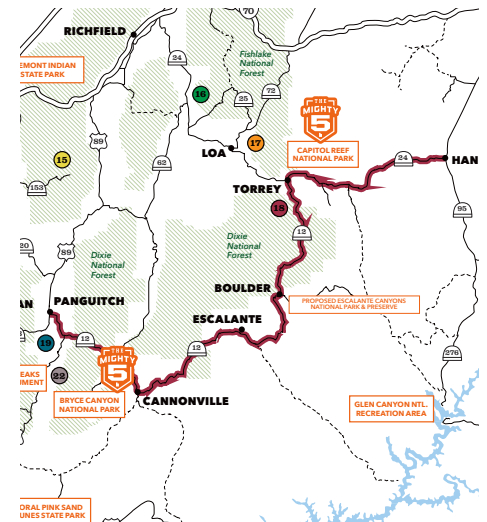 70
RICHFIELD
24
Fishlake
National
Forest
EMONT INDIAN
STATE PARK
16
25
72
THE
MIGHTY
5
89
15
62
LOA
17
CAPITOL REEF
NATIONAL PARK
24
HAN
TORREY
153
18
95
12
20
89
Dixie
National
Forest
Dixie
National
Forest
BOULDER
AN
PANGUITCH
PROPOSED ESCALANTE CANYONS
NATIONAL PARK & PRESERVE
ESCALANTE
19
12
THE
MIGHTY
5
12
276
EAKS
UMENT
22
BRYCE CANYON
NATIONAL PARK
CANNONVILLE
GLEN CANYON NTL.
RECREATION AREA
ORAL PINK SAND
UNES STATE PARK